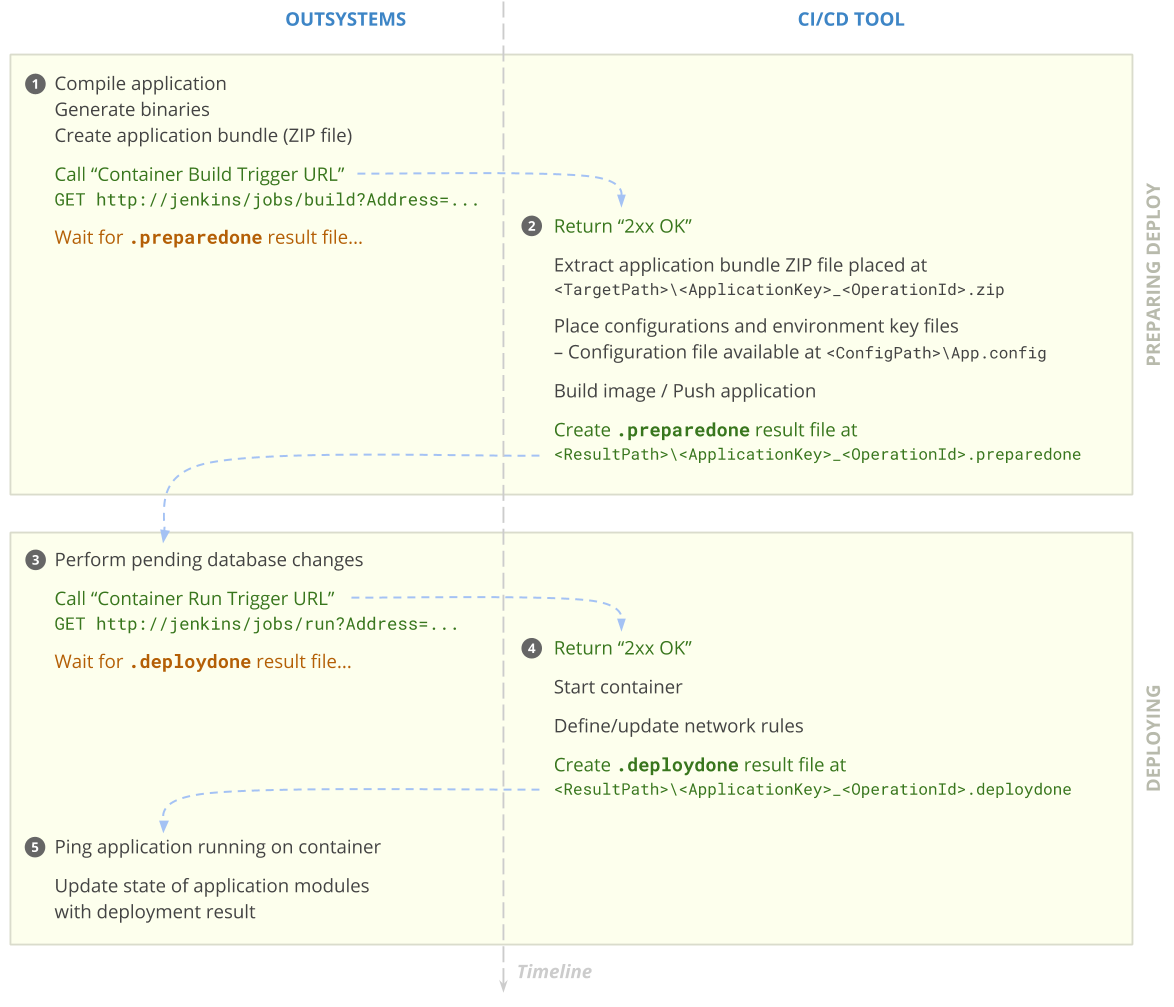 OUTSYSTEMS
CI/CD TOOL
1 Compile application
Generate binaries
Create application bundle (ZIP file)
Call “Container Build Trigger URL”
GET http://jenkins/jobs/build?Address=...
Wait for .preparedone result file...
2 Return “2xx OK”
Extract application bundle ZIP file placed at
<TargetPath>\<ApplicationKey>_<OperationId>.zip
Place configurations and environment key files
– Configuration file available at <ConfigPath>\App.config
Build image / Push application
Create .preparedone result file at
<ResultPath>\<ApplicationKey>_<OperationId>.preparedone
PREPARING DEPLOY
3 Perform pending database changes
Call “Container Run Trigger URL”
GET http://jenkins/jobs/run?Address=...
Wait for .deploydone result file...
4 Return “2xx OK”
Start container
Define/update network rules
Create .deploydone result file at
<ResultPath>\<ApplicationKey>_<OperationId>.deploydone
5 Ping application running on container
Update state of application modules
with deployment result
DEPLOYING
Timeline